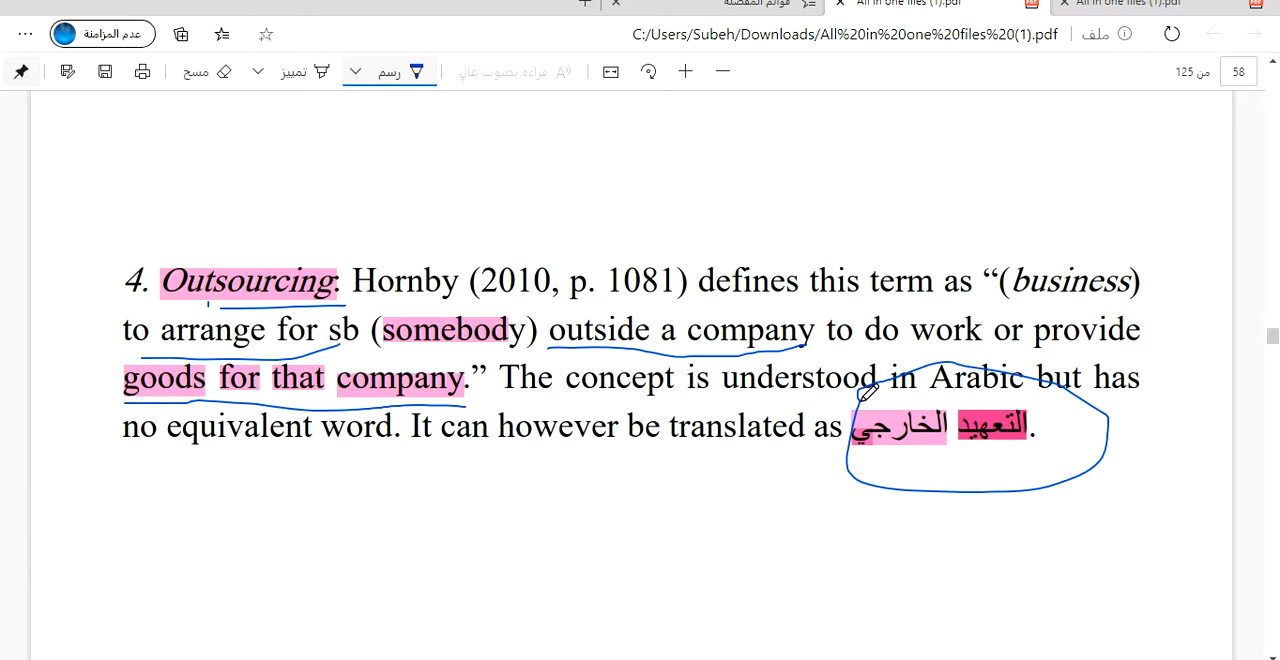 قوائم المفضلة
All in one files (1).pdf
All in one files (1).pdf
عدم المزامنة
ملف
C:/Users/Subeh/Downloads/All%20in%20one%20files%20(1).pdf
58 من 125
قراءة بصوت عالٍ
رسم
تمييز
مسح
4. Outsourcing: Hornby (2010, p. 1081) defines this term as “(business)
to arrange for sb (somebody) outside a company to do work or provide
goods for that company.” The concept is understood in Arabic but has
no equivalent word. It can however be translated as التعهيد الخارجي.